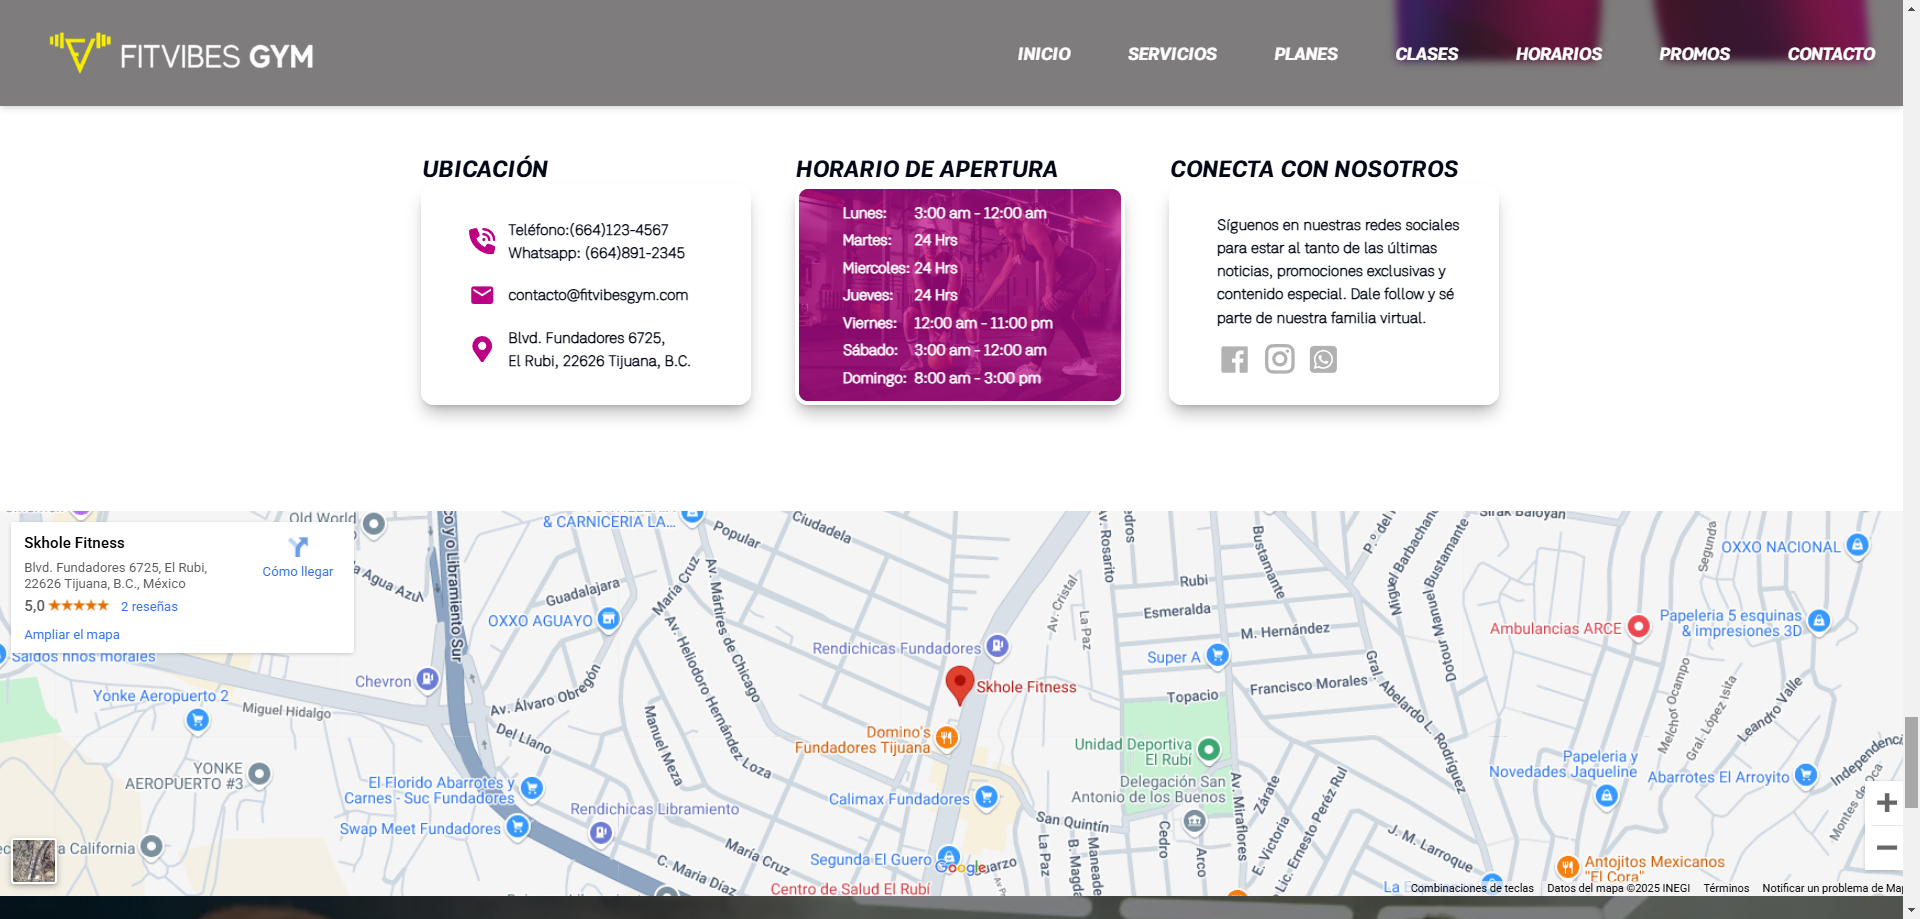 FITVIBES GYM
INICIO
SERVICIOS
PLANES
CLASES
HORARIOS
PROMOS
CONTACTO
UBICACIÓN
Teléfono:(664)123-4567
Whatsapp: (664)891-2345
contacto@fitvibesgym.com
Blvd. Fundadores 6725,
El Rubi, 22626 Tijuana, B.C.
HORARIO DE APERTURA
Lunes: 3:00 am - 12:00 am
Martes: 24 Hrs
Miercoles: 24 Hrs
Jueves: 24 Hrs
Viernes: 12:00 am - 11:00 pm
Sábado: 3:00 am - 12:00 am
Domingo: 8:00 am - 3:00 pm
CONECTA CON NOSOTROS
Síguenos en nuestras redes sociales
para estar al tanto de las últimas
noticias, promociones exclusivas y
contenido especial. Dale follow y sé
parte de nuestra familia virtual.
Skhole Fitness
Blvd. Fundadores 6725, El Rubi,
22626 Tijuana, B.C., México
5,0
2 reseñas
Ampliar el mapa
Cómo llegar
Old World
& CARNICERIA LA...
Popular
Ciudadela
Av. Rosarito
Bustamante
Miguel Barbachano
Doctor Manuel Bustamante
Sirak Baloyan
Segunda
OXXO NACIONAL
la Agua Azul
Guadalajara
María Cruz
Av. Mártires de Chicago
Av. Cristal
La Paz
Rubi
Esmeralda
M. Hernández
OXXO AGUAYO
Av. Heliodoro Hernández Loza
Rendichicas Fundadores
Super A
Ambulancias ARCE
Papeleria 5 esquinas
& impresiones 3D
Saldos hnos morales
Chevron
Yonke Aeropuerto 2
Miguel Hidalgo
Av. Álvaro Obregón
Del Llano
Manuel Meza
Skhole Fitness
Topacio
Francisco Morales
Gral. Abelardo L. Rodríguez
Melchor Ocampo
Gral. López Isita
Leandro Valle
Domino's
Fundadores Tijuana
Unidad Deportiva
El Rubí
Delegación San
Antonio de los Buenos
YONKE
AEROPUERTO #3
El Florido Abarrotes y
Carnes - Suc Fundadores
Rendichicas Libramiento
Swap Meet Fundadores
Calimax Fundadores
San Quintín
Cedro
Arco
Av. Miraflores
Zárate
E. Victoria
Lic. Ernesto Peréz Rul
J. M. Larroque
Papeleria y
Novedades Jaqueline
Abarrotes El Arroyito
California
C. María Díaz
María Cruz
Segunda El Guero
Google
Centro de Salud El Rubí
La Paz
Antojitos Mexicanos
"El Cora"
Combinaciones de teclas
Datos del mapa ©2025 INEGI
Términos
Notificar un problema de Map